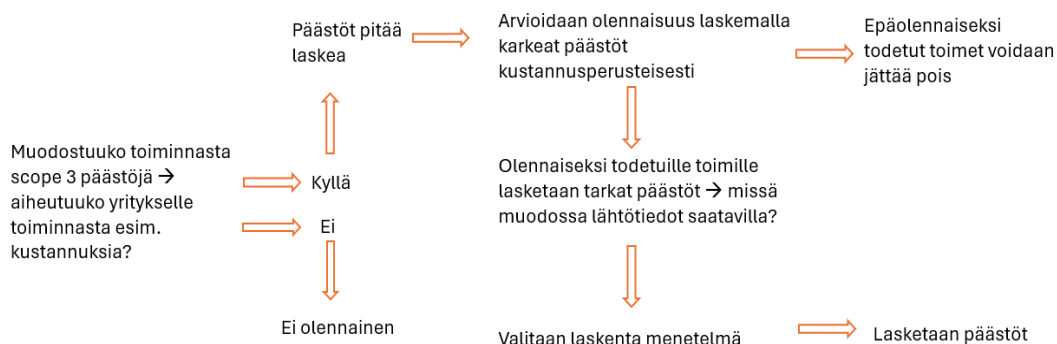 Muodostuuko toiminnasta
scope 3 päästöjä →
aiheutuuko yritykselle
toiminnasta esim.
kustannuksia?
Kyllä
Ei
Ei olennainen
Päästöt pitää
laskea
Arvioidaan olennaisuus laskemalla
karkeat päästöt
kustannusperusteisesti
Epäolennaiseksi
todetut toimet voidaan
jättää pois
Olennaiseksi todetuille toimille
lasketaan tarkat päästöt → missä
muodossa lähtötiedot saatavilla?
Valitaan laskenta menetelmä
Lasketaan päästöt